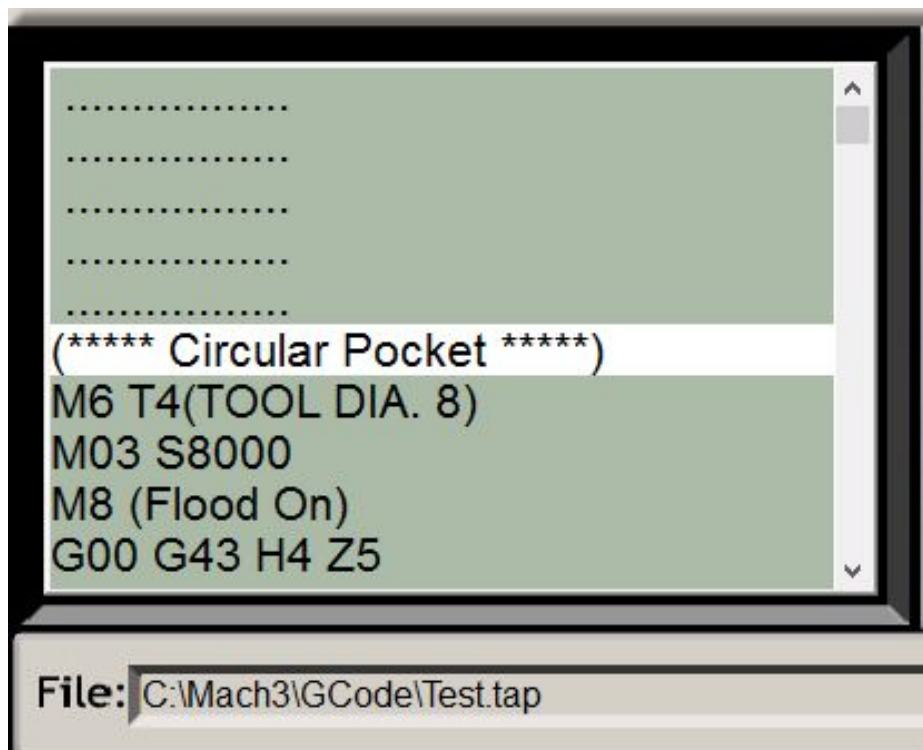 .................
.................
.................
.................
.................
(***** Circular Pocket *****)
M6 T4(TOOL DIA. 8)
M03 S8000
M8 (Flood On)
G00 G43 H4 Z5
File: C:\Mach3\GCode\Test.tap